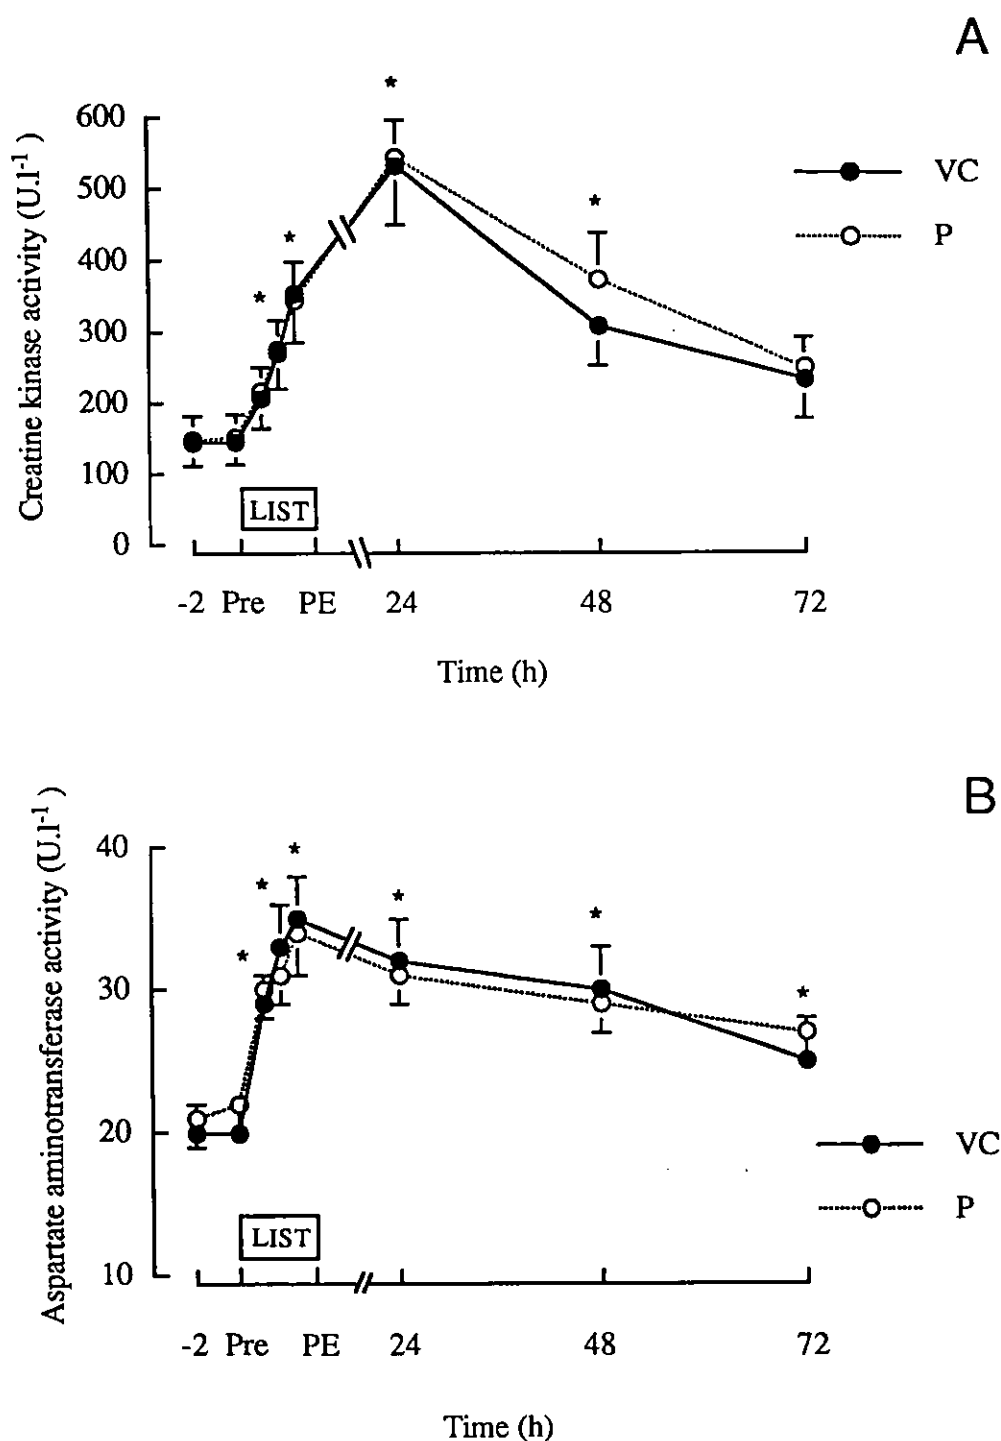 A
Creatine kinase activity (U.l⁻¹)
600
500
400
300
200
100
0
*
*
*
*
VC
P
LIST
-2 Pre PE 24 48 72
Time (h)
B
Aspartate aminotransferase activity (U.l⁻¹)
40
30
20
10
*
*
*
*
*
*
VC
P
LIST
-2 Pre PE 24 48 72
Time (h)